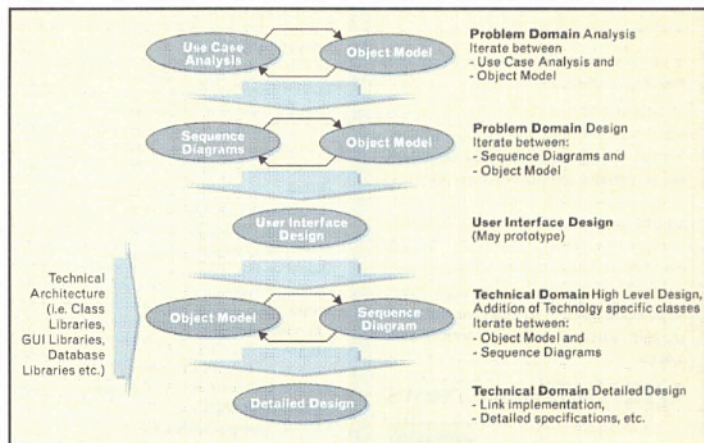 Use Case
Analysis
Object Model
Problem Domain Analysis
Iterate between
- Use Case Analysis and
- Object Model
Sequence
Diagrams
Object Model
Problem Domain Design
Iterate between:
- Sequence Diagrams and
- Object Model
User Interface
Design
User Interface Design
(May prototype)
Technical
Architecture
(i.e. Class
Libraries,
GUI Libraries,
Database
Libraries etc.)
Object Model
Sequence
Diagram
Technical Domain High Level Design,
Addition of Technolgy specific classes
Iterate between:
- Object Model and
- Sequence Diagrams
Detailed Design
Technical Domain Detailed Design
- Link implementation,
- Detailed specifications, etc.